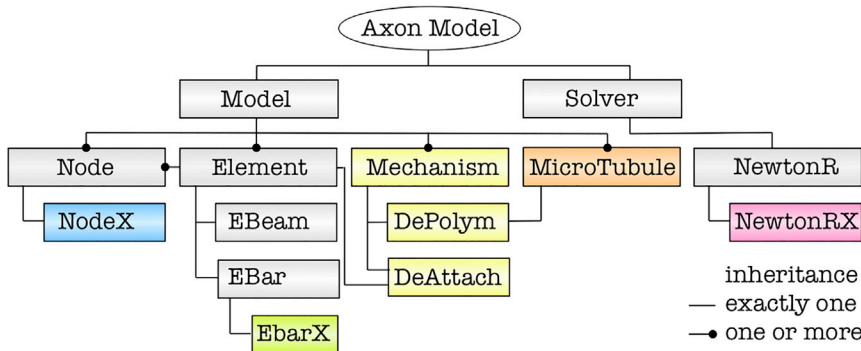 Axon Model
Model
Solver
Node
Element
Mechanism
MicroTubule
NewtonR
NodeX
EBeam
DePolym
NewtonRX
EBar
DeAttach
EbarX
inheritance
exactly one
one or more